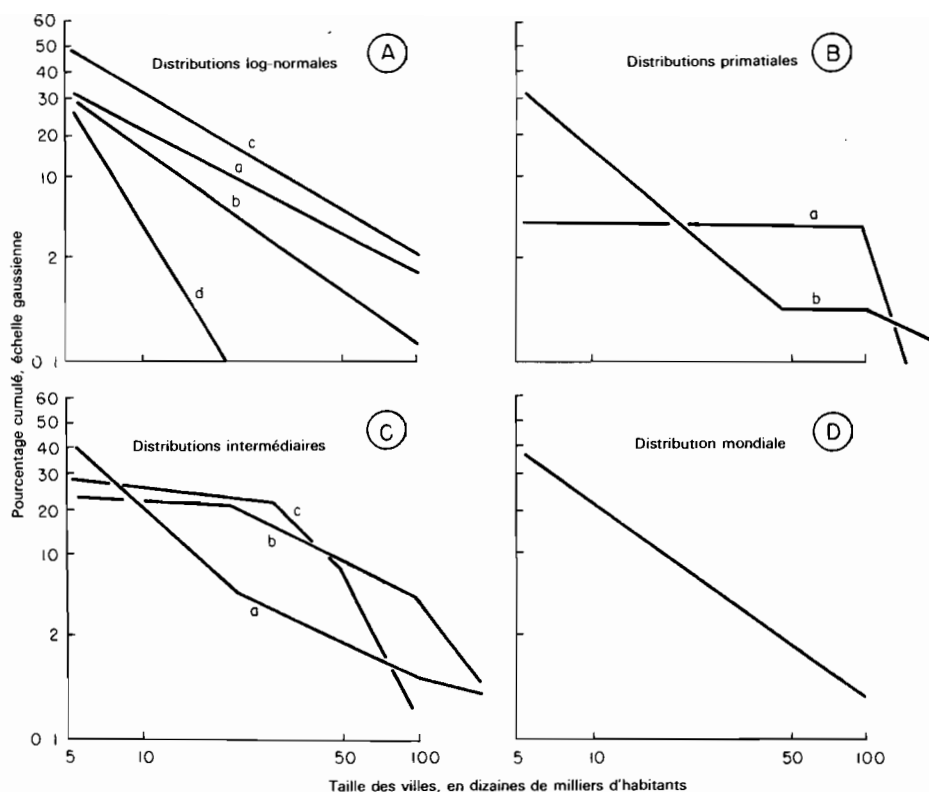 60
50
40
30
20
10
2
0 1
Distributions log-normales
A
c
a
b
d
Distributions primatiales
B
a
b
Pourcentage cumulé, échelle gaussienne
60
50
40
30
20
10
2
0 1
Distributions intermédiaires
C
c
b
a
5
10
50
100
Distribution mondiale
D
5
10
50
100
Taille des villes, en dizaines de milliers d'habitants